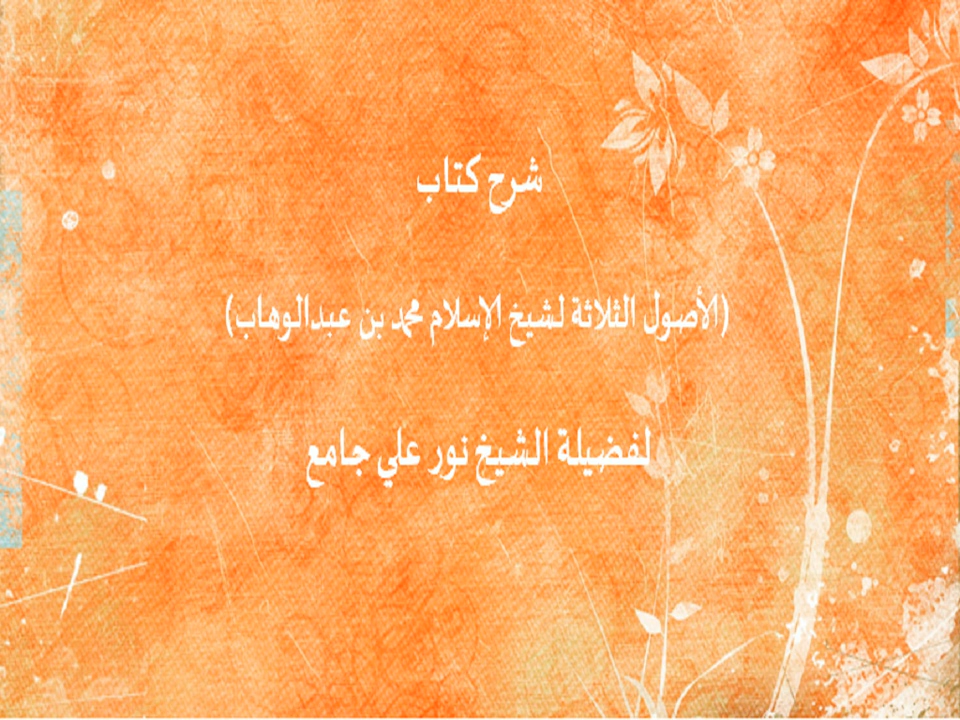 شرح كتاب
(الأصول الثلاثة لشيخ الإسلام محمد بن عبدالوهاب)
لفضيلة الشيخ نور علي جامع